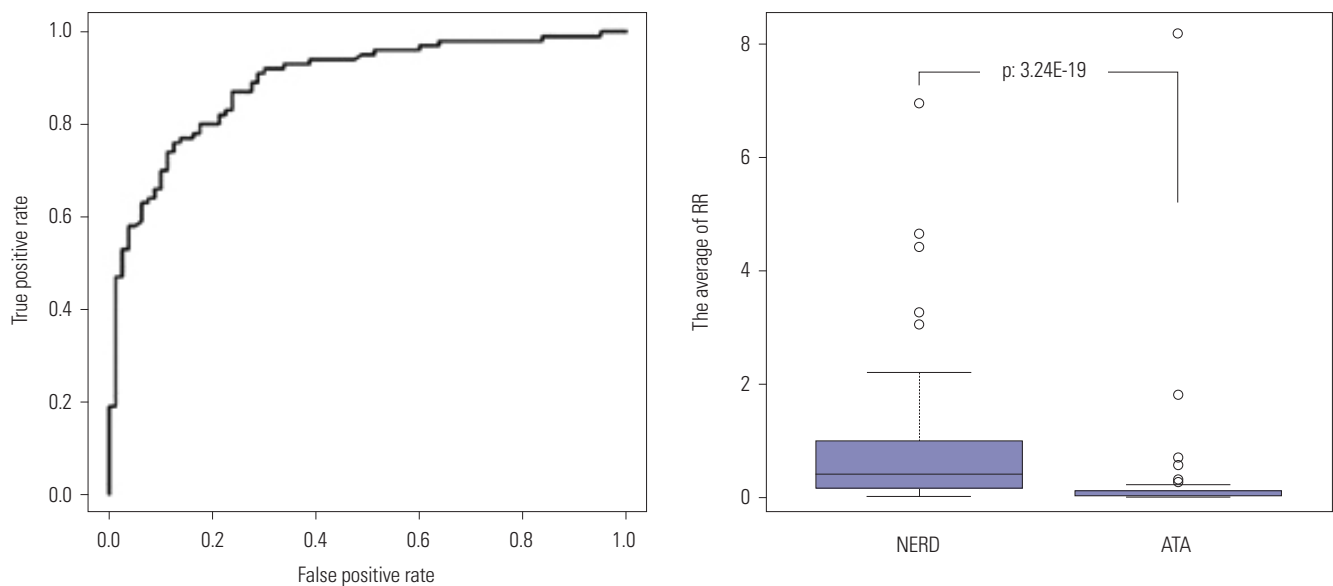 1.0
0.8
0.6
0.4
0.2
0.0
True positive rate
0.0 0.2 0.4 0.6 0.8 1.0
False positive rate
8
6
4
2
0
The average of RR
p: 3.24E-19
NERD ATA